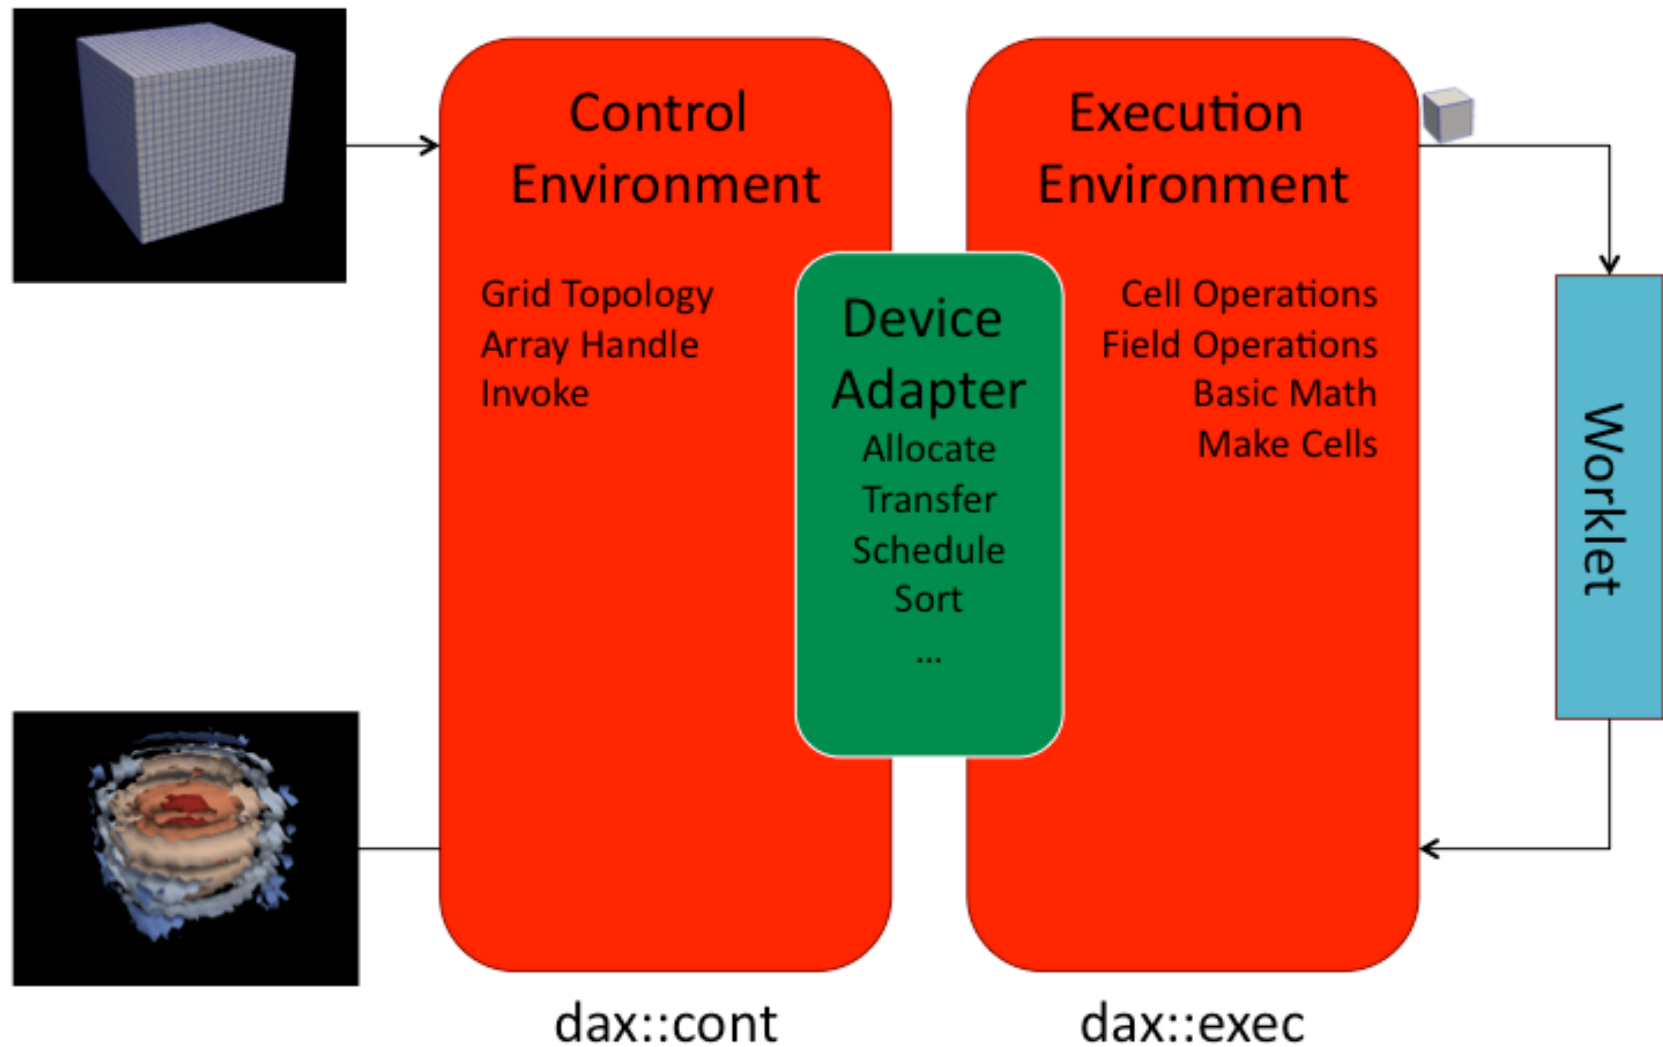 Control
Environment
Grid Topology
Array Handle
Invoke
Device
Adapter
Allocate
Transfer
Schedule
Sort
...
Execution
Environment
Cell Operations
Field Operations
Basic Math
Make Cells
Worklet
dax::cont
dax::exec